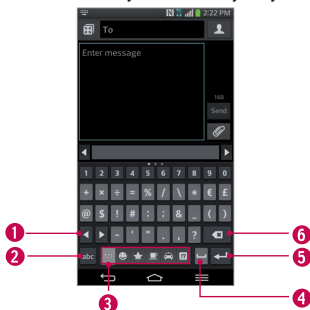 2:22 PM
To
Enter message
160
Send
1 2 3 4 5 6 7 8 9 0
+ × ÷ = % / \ * € £
@ $ ! # : ; & _ ( )
- ' " . , ?
abc 123
1
2
3
4
5
6